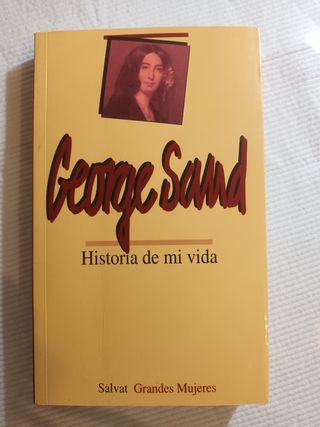 George Sand
Historia de mi vida
Salvat Grandes Mujeres